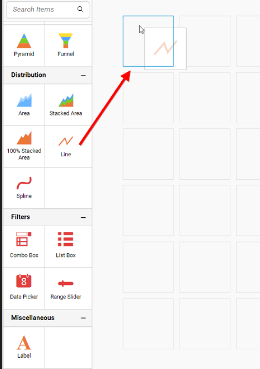 Search Items
Pyramid
Funnel
Distribution
Area
Stacked Area
100% Stacked
Area
Line
Spline
Filters
Combo Box
List Box
8
Date Picker
Range Slider
Miscellaneous
A
Label